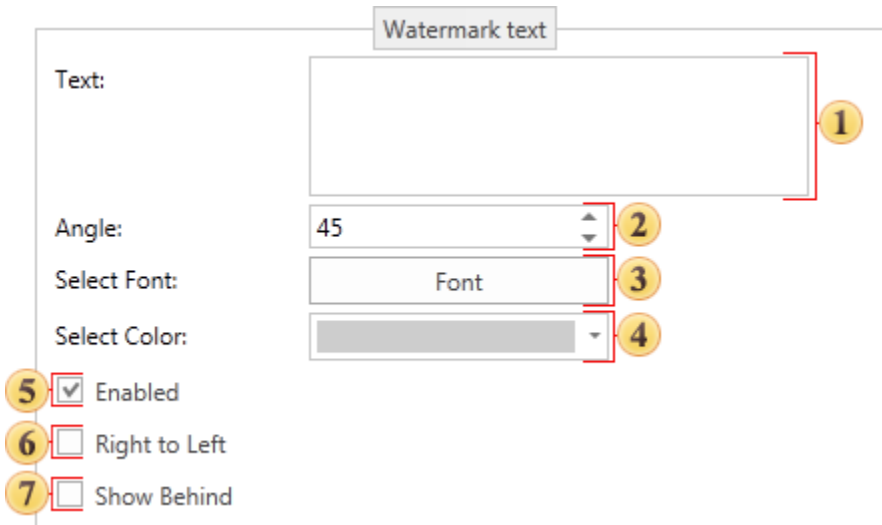 Watermark text
Text:
1
Angle: 45 2
Select Font: Font 3
Select Color: 4
5 Enabled
6 Right to Left
7 Show Behind